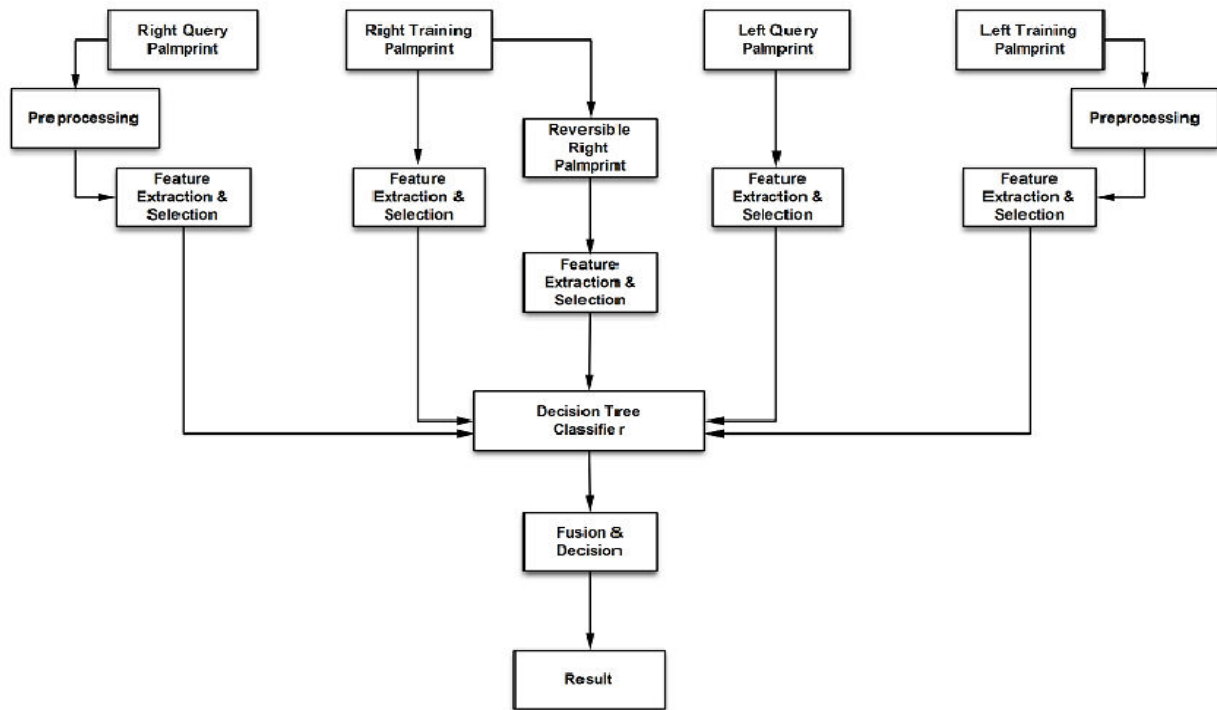 Right Query
Palmprint
Right Training
Palmprint
Left Query
Palmprint
Left Training
Palmprint
Preprocessing
Reversible
Right
Palmprint
Preprocessing
Feature
Extraction &
Selection
Feature
Extraction &
Selection
Feature
Extraction &
Selection
Feature
Extraction &
Selection
Feature
Extraction &
Selection
Decision Tree
Classifier
Fusion &
Decision
Result